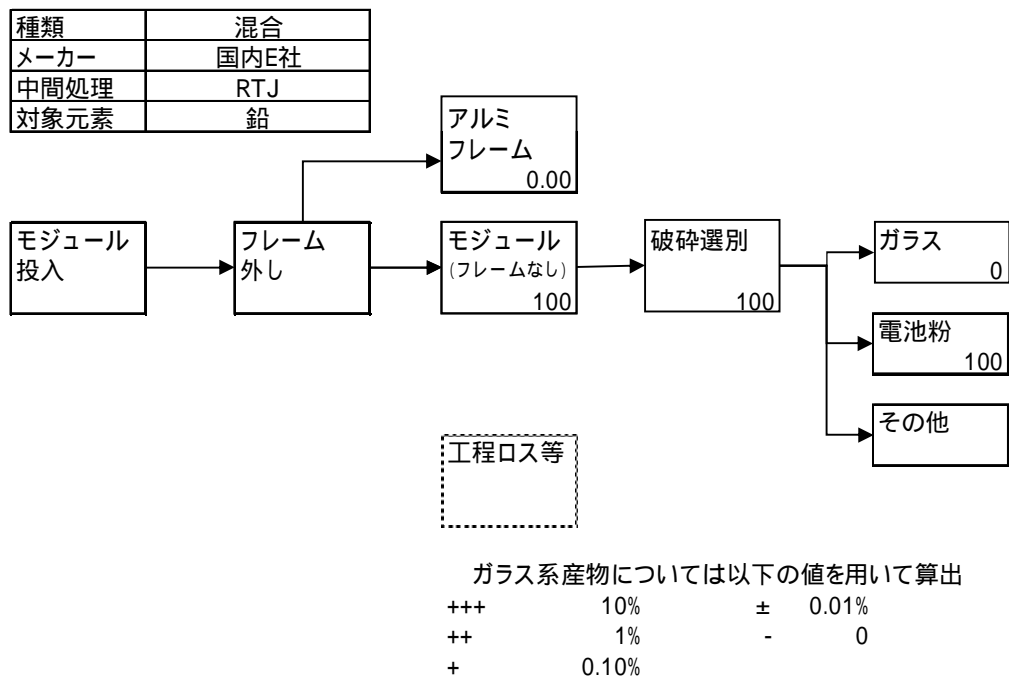 種類 混合
メーカー 国内E社
中間処理 RTJ
対象元素 鉛
アルミ
フレーム
0.00
モジュール
投入
フレーム
外し
モジュール
(フレームなし)
100
破砕選別
100
ガラス
0
電池粉
100
その他
工程ロス等
ガラス系産物については以下の値を用いて算出
+++ 10% ± 0.01%
++ 1% - 0
+ 0.10%